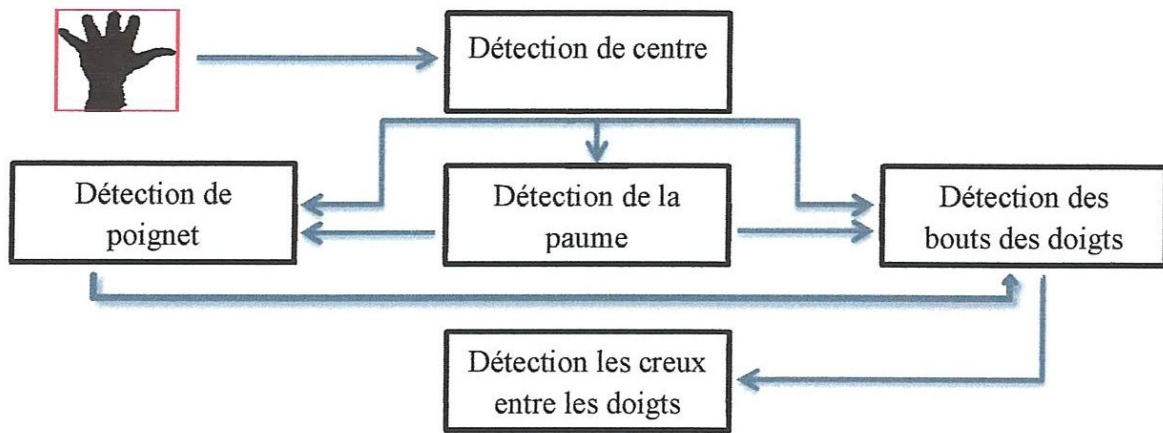 Détection de centre
Détection de
poignet
Détection de la
paume
Détection des
bouts des doigts
Détection les creux
entre les doigts